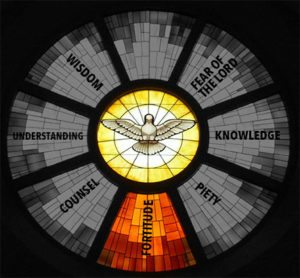 WISDOM
FEAR OF
THE LORD
UNDERSTANDING
KNOWLEDGE
COUNSEL
PIETY
FORTITUDE